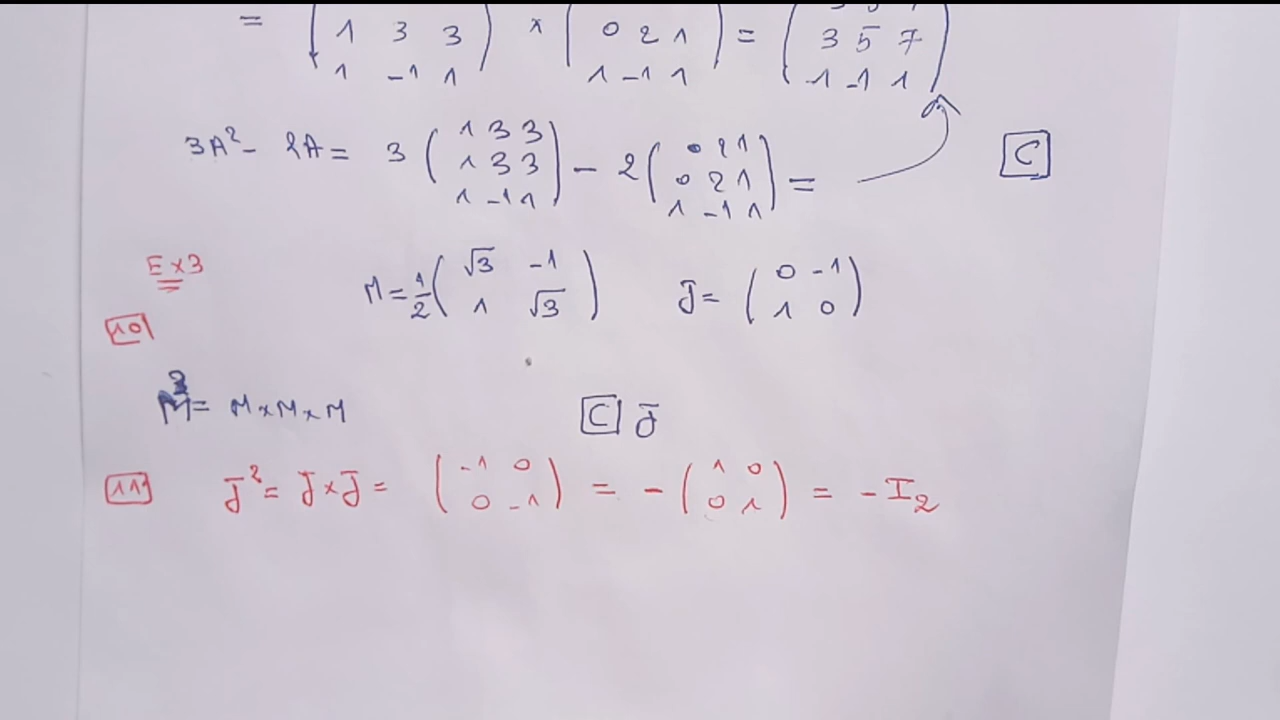 = ( 1 3 3 ) × ( 0 2 1 ) = ( 3 5 7 )
1 -1 1 1 -1 1 -1 -1 1
3A² - 2A = 3 ( 1 3 3 ) - 2 ( 0 2 1 ) =
1 3 3 0 2 1
1 -1 1 1 -1 1
C
Ex3
M = 1/2 ( √3 -1 ) J = ( 0 -1 )
1 √3 1 0
10
M³ = M × M × M C J
11 J² = J × J = ( -1 0 ) = - ( 1 0 ) = - I₂
0 -1 0 1